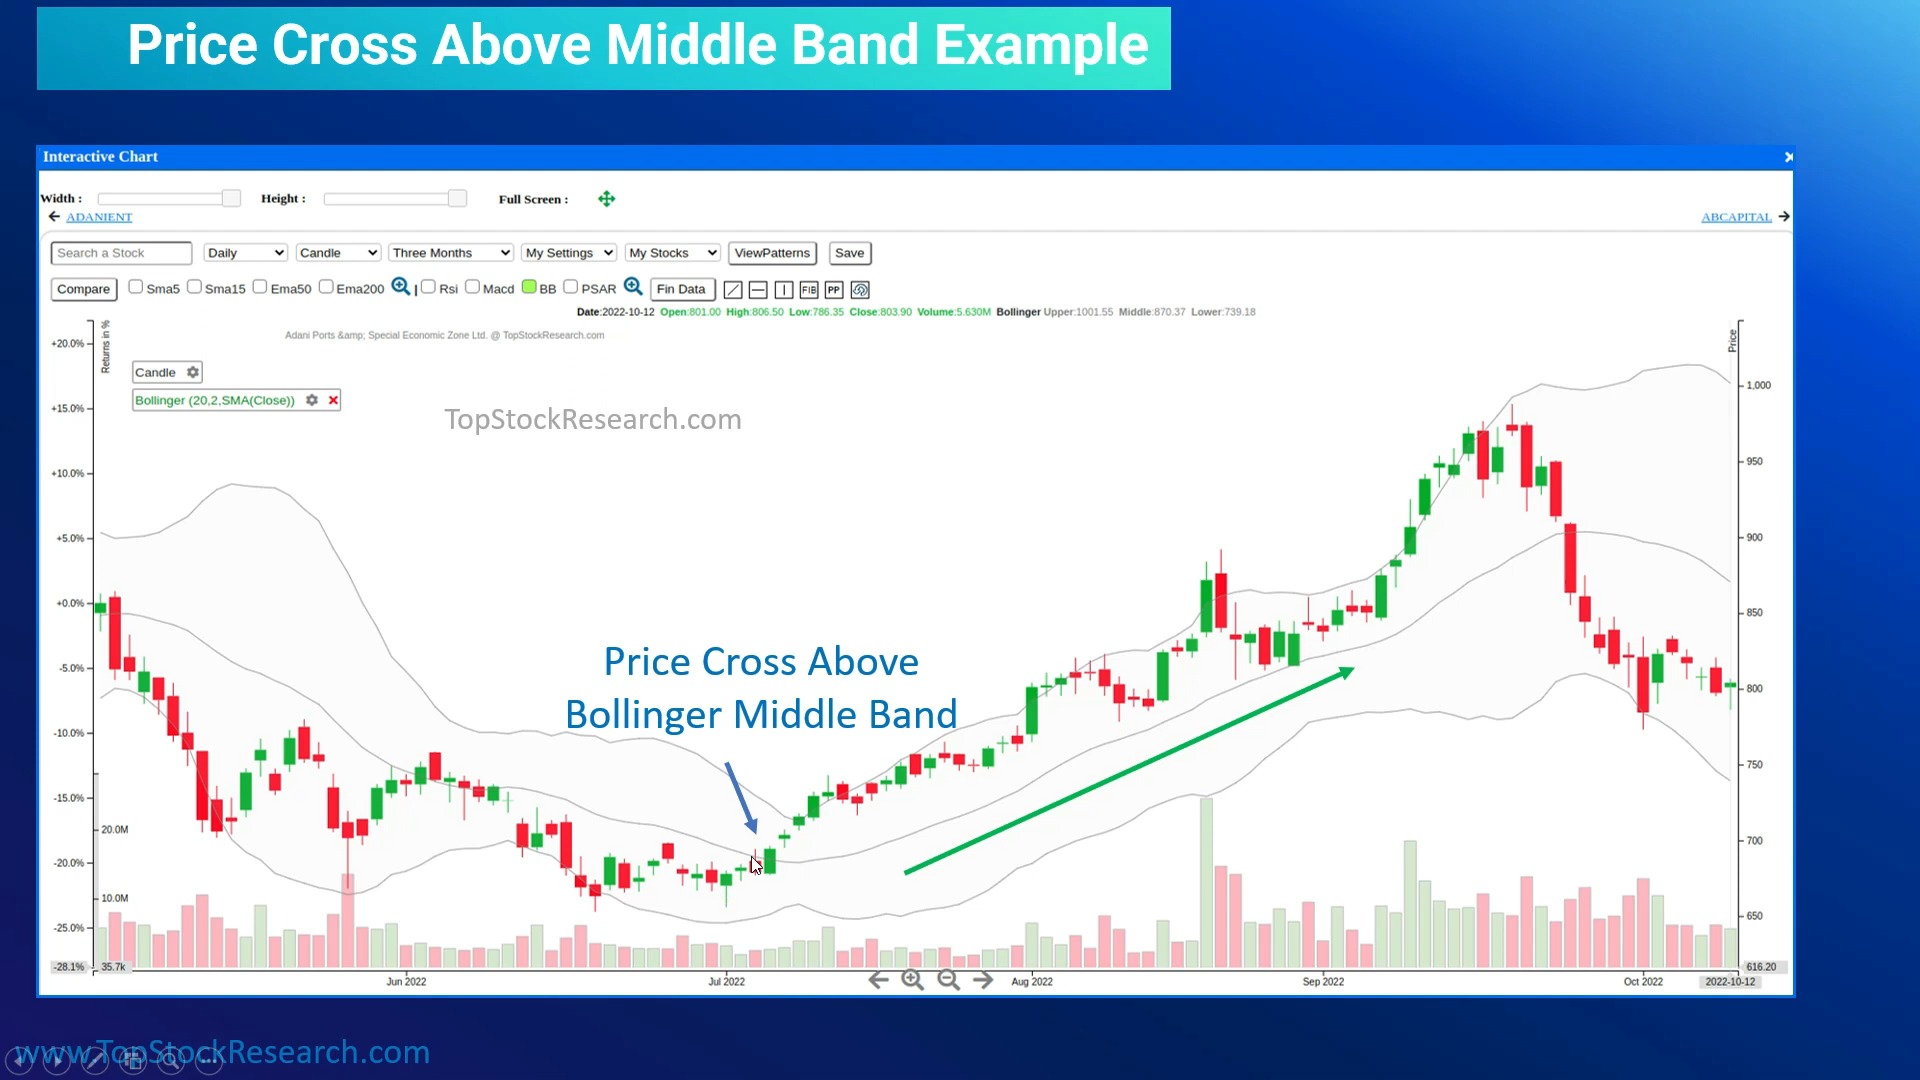 Price Cross Above Middle Band Example
Interactive Chart
Width :
Height :
Full Screen :
ADANIENT
ABCAPITAL
Search a Stock
Daily
Candle
Three Months
My Settings
My Stocks
ViewPatterns
Save
Compare
Sma5
Sma15
Ema50
Ema200
|
Rsi
Macd
BB
PSAR
Fin Data
FIB
PP
Date:2022-10-12 Open:801.00 High:806.50 Low:786.35 Close:803.90 Volume:5.630M Bollinger Upper:1001.55 Middle:870.37 Lower:739.18
Adani Ports &amp; Special Economic Zone Ltd. @ TopStockResearch.com
Returns in %
Price
Candle
Bollinger (20,2,SMA(Close))
TopStockResearch.com
+20.0%
+15.0%
+10.0%
+5.0%
+0.0%
-5.0%
-10.0%
-15.0%
-20.0%
-25.0%
-28.1%
20.0M
10.0M
35.7k
1,000
950
900
850
800
750
700
650
616.20
Price Cross Above
Bollinger Middle Band
Jun 2022
Jul 2022
Aug 2022
Sep 2022
Oct 2022
2022-10-12
www.TopStockResearch.com